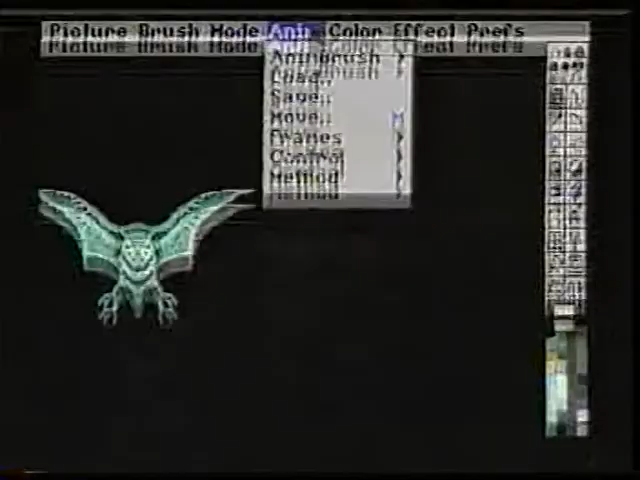 Picture Brush Mode Anim Color Effect Prefs
AnimBrush
Load..
Save..
Move.. M
Frames
Control
Method